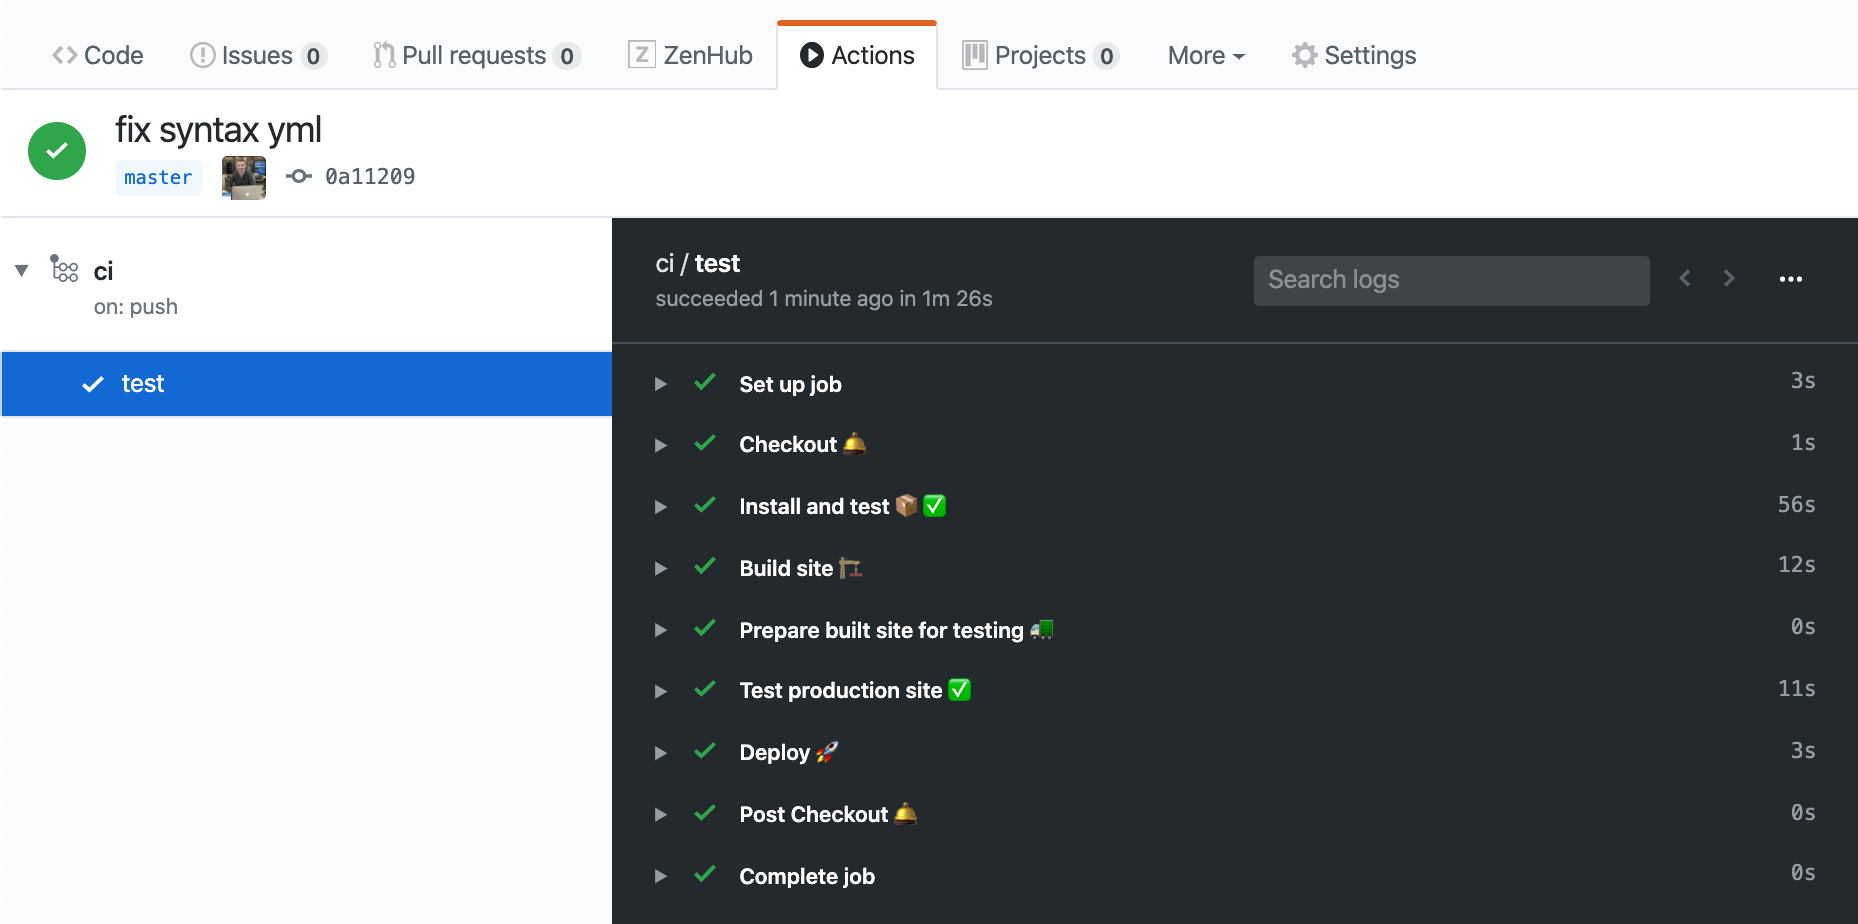 Code Issues 0 Pull requests 0 ZenHub Actions Projects 0 More Settings
fix syntax yml
master 0a11209
ci
on: push
test
ci / test
succeeded 1 minute ago in 1m 26s
Search logs
Set up job 3s
Checkout 🛎️ 1s
Install and test 📦 ✅ 56s
Build site 🏗️ 12s
Prepare built site for testing 🚛 0s
Test production site ✅ 11s
Deploy 🚀 3s
Post Checkout 🛎️ 0s
Complete job 0s